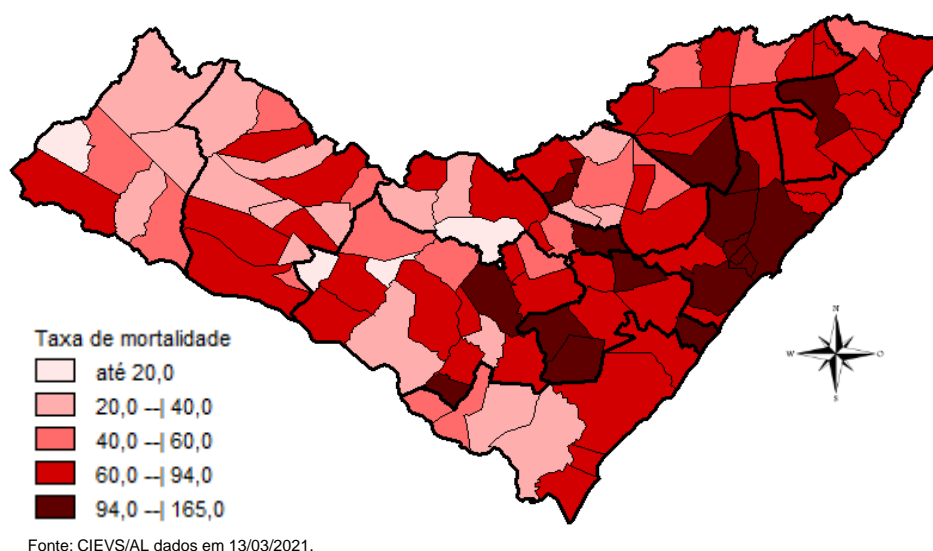 N
W O
S
Taxa de mortalidade
até 20,0
20,0 --| 40,0
40,0 --| 60,0
60,0 --| 94,0
94,0 --| 165,0
Fonte: CIEVS/AL dados em 13/03/2021.